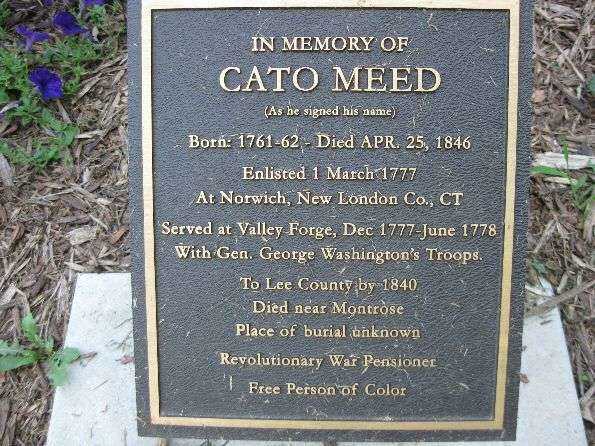 IN MEMORY OF
CATO MEED
(As he signed his name)
Born: 1761-62 - Died APR. 25, 1846
Enlisted 1 March 1777
At Norwich, New London Co., CT
Served at Valley Forge, Dec 1777-June 1778
With Gen. George Washington's Troops.
To Lee County by 1840
Died near Montrose
Place of burial unknown
Revolutionary War Pensioner
Free Person of Color